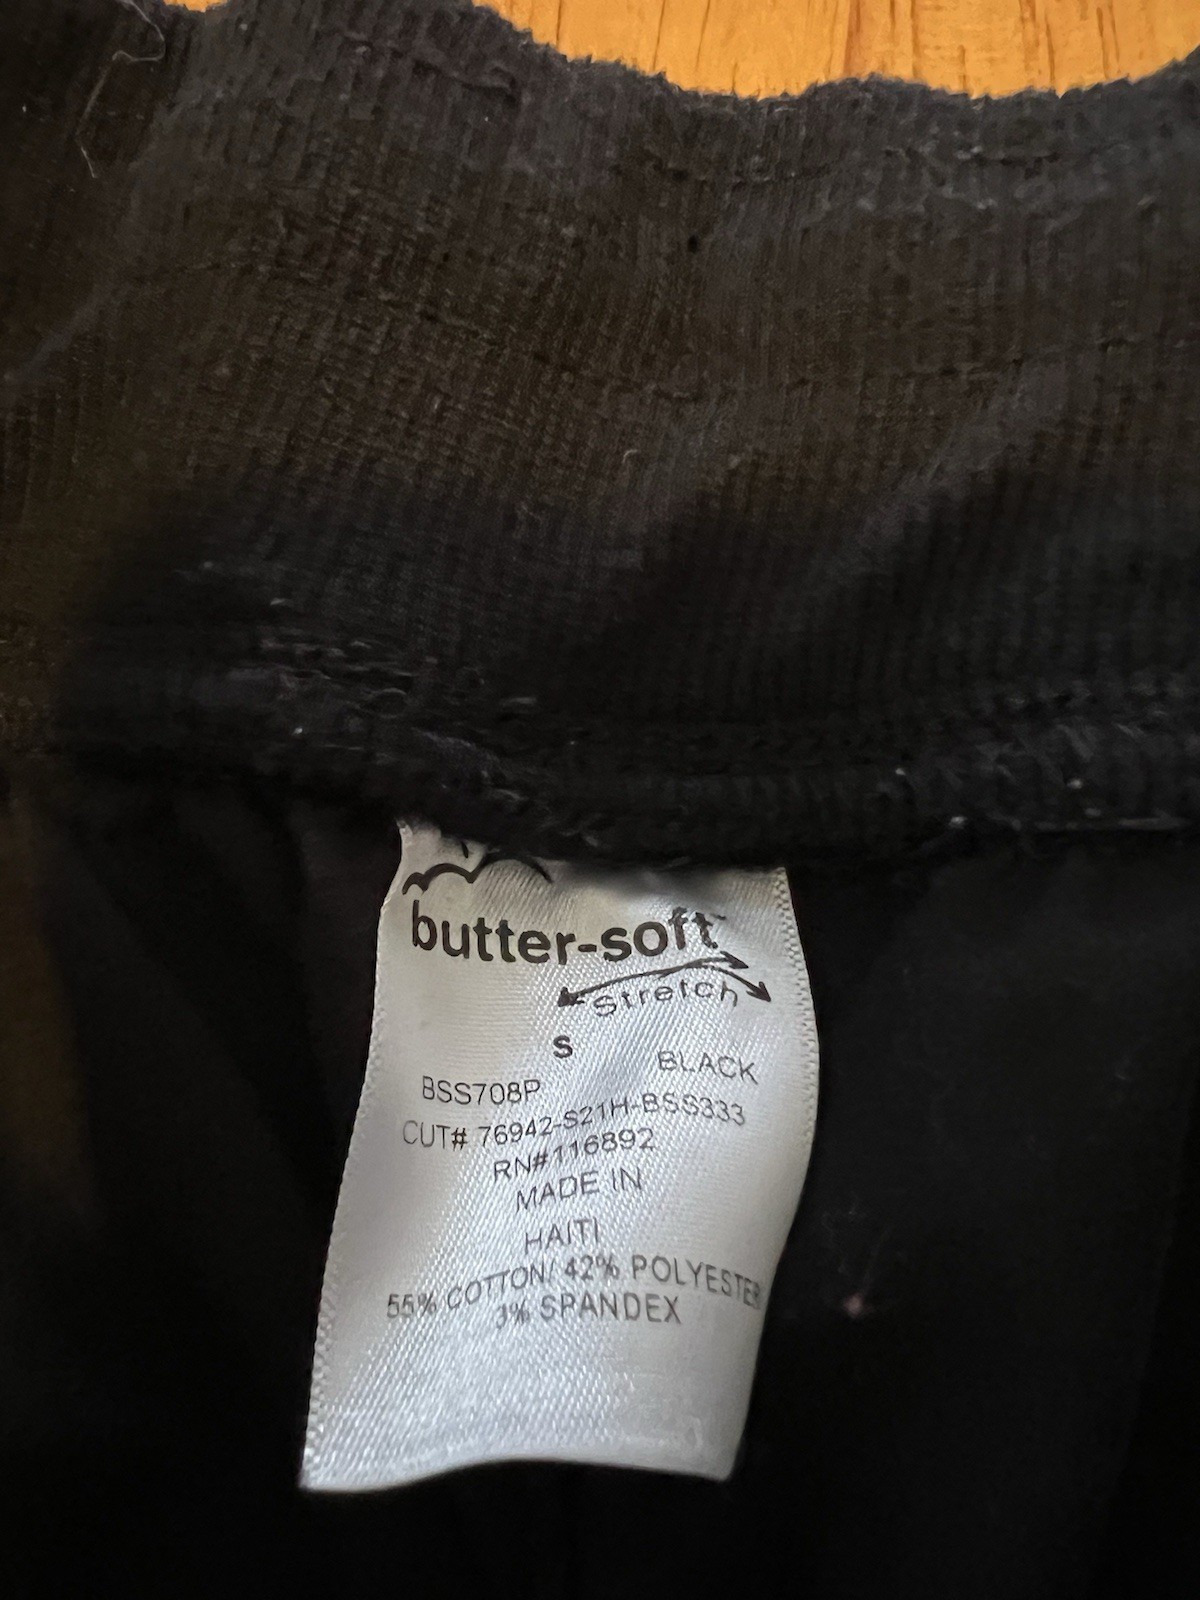 butter-soft™
Stretch
S
BLACK
BSS708P
CUT# 76942-S21H-BSS333
RN#116892
MADE IN
HAITI
55% COTTON/ 42% POLYESTER
3% SPANDEX